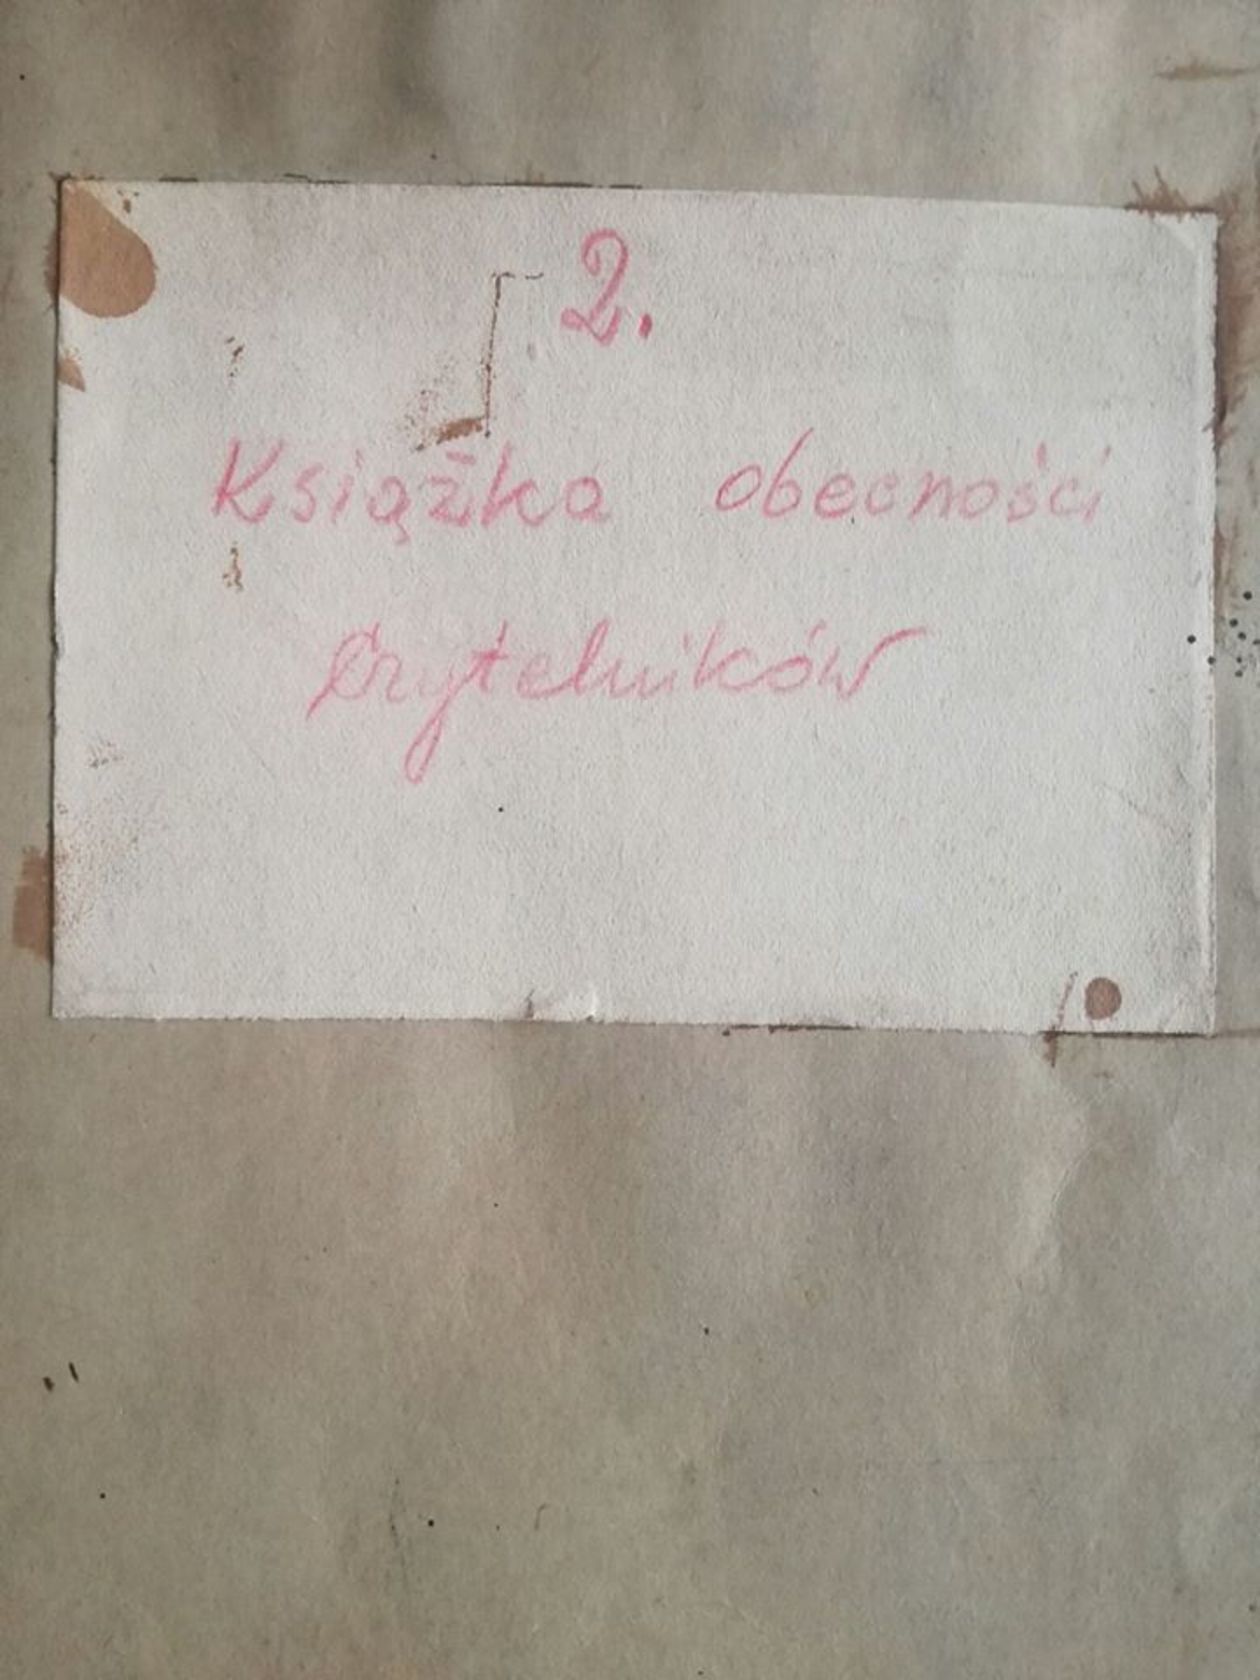 2.
Książka obecności
Czytelników